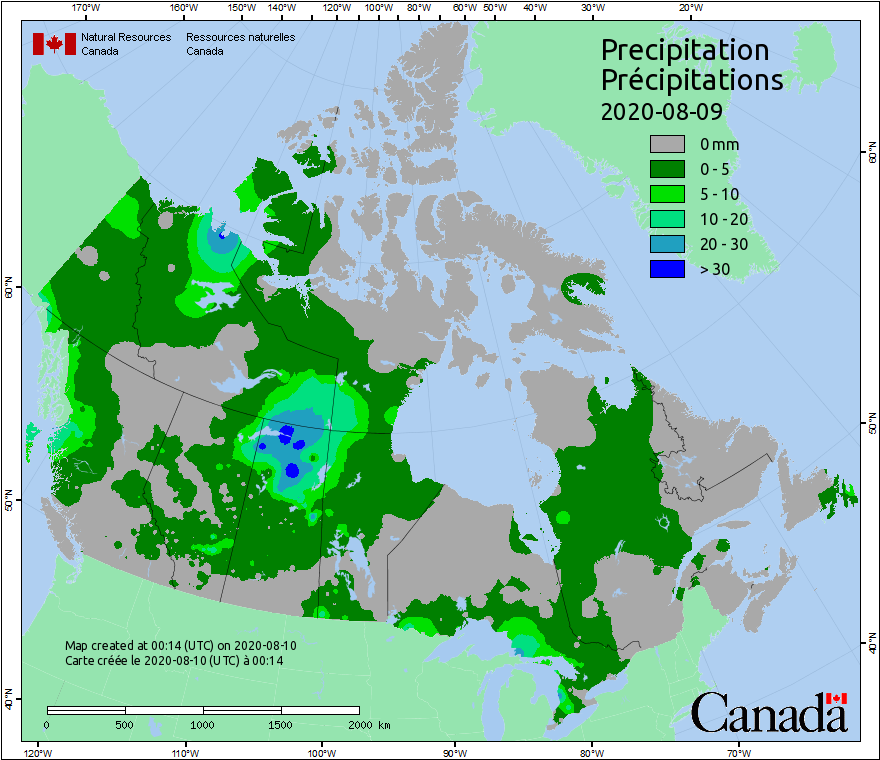 170°W 160°W 150°W 140°W 120°W 100°W 80°W 60°W 50°W 40°W 30°W 20°W
Natural Resources Ressources naturelles
Canada Canada
Precipitation
Précipitations
2020-08-09
0 mm
0 - 5
5 - 10
10 - 20
20 - 30
> 30
60°N 60°N
50°N 50°N
40°N 40°N
Map created at 00:14 (UTC) on 2020-08-10
Carte créée le 2020-08-10 (UTC) à 00:14
0 500 1000 1500 2000 km
Canada
120°W 110°W 100°W 90°W 80°W 70°W